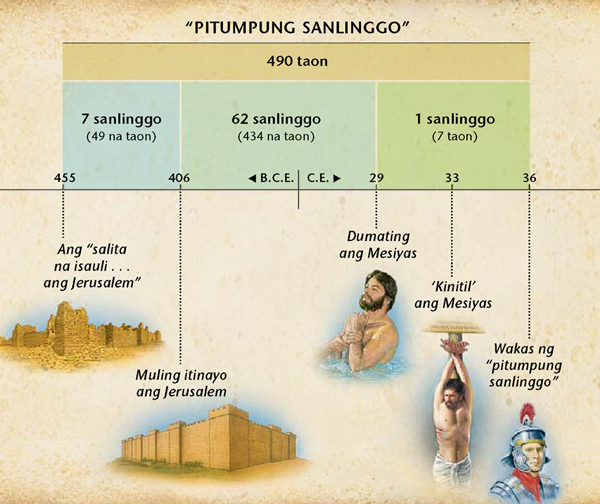 “PITUMPUNG SANLINGGO”
490 taon
7 sanlinggo
(49 na taon)
62 sanlinggo
(434 na taon)
1 sanlinggo
(7 taon)
455
406
◄ B.C.E.
C.E. ►
29
33
36
Ang “salita
na isauli . . .
ang Jerusalem”
Muling itinayo
ang Jerusalem
Dumating
ang Mesiyas
‘Kinitil’
ang Mesiyas
Wakas ng
“pitumpung
sanlinggo”